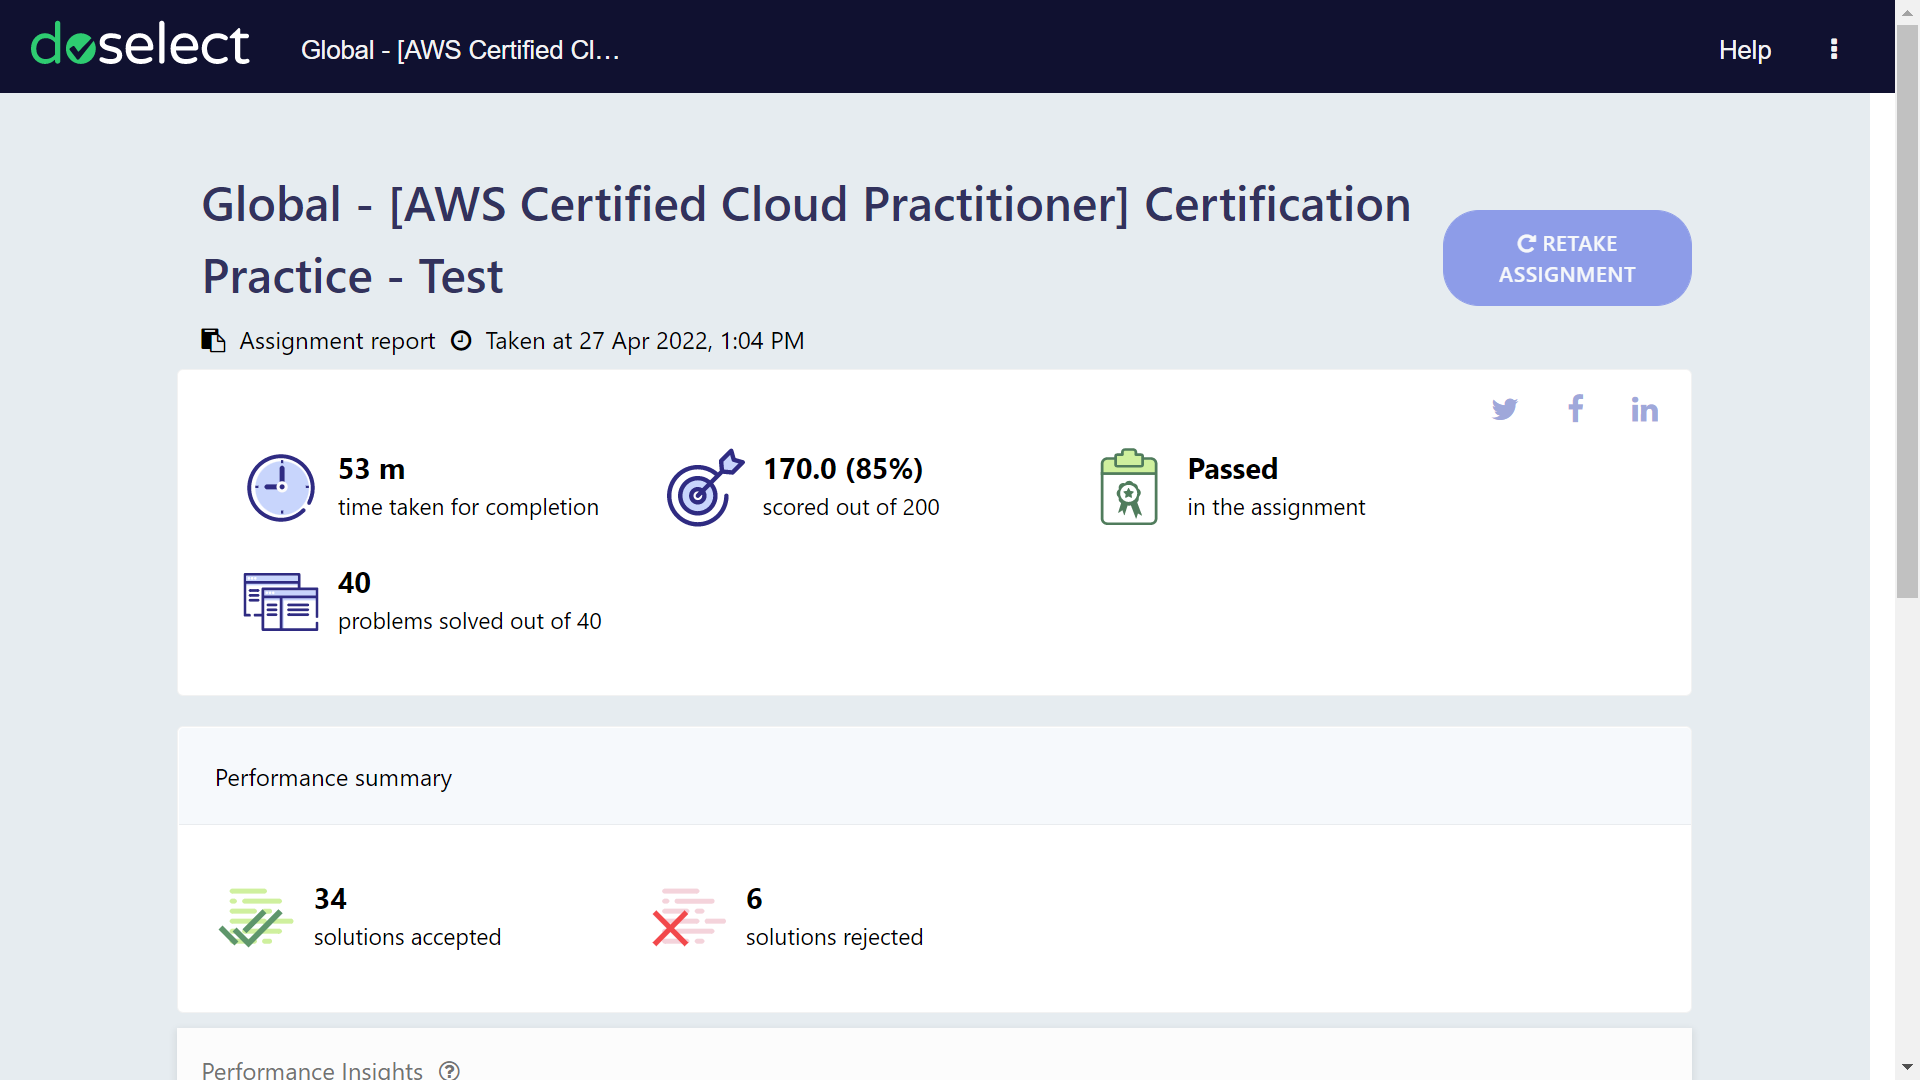 doselect
Global - [AWS Certified Cl...
Help
Global - [AWS Certified Cloud Practitioner] Certification
Practice - Test
RETAKE
ASSIGNMENT
Assignment report Taken at 27 Apr 2022, 1:04 PM
53 m
time taken for completion
170.0 (85%)
scored out of 200
Passed
in the assignment
40
problems solved out of 40
Performance summary
34
solutions accepted
6
solutions rejected
Performance Insights